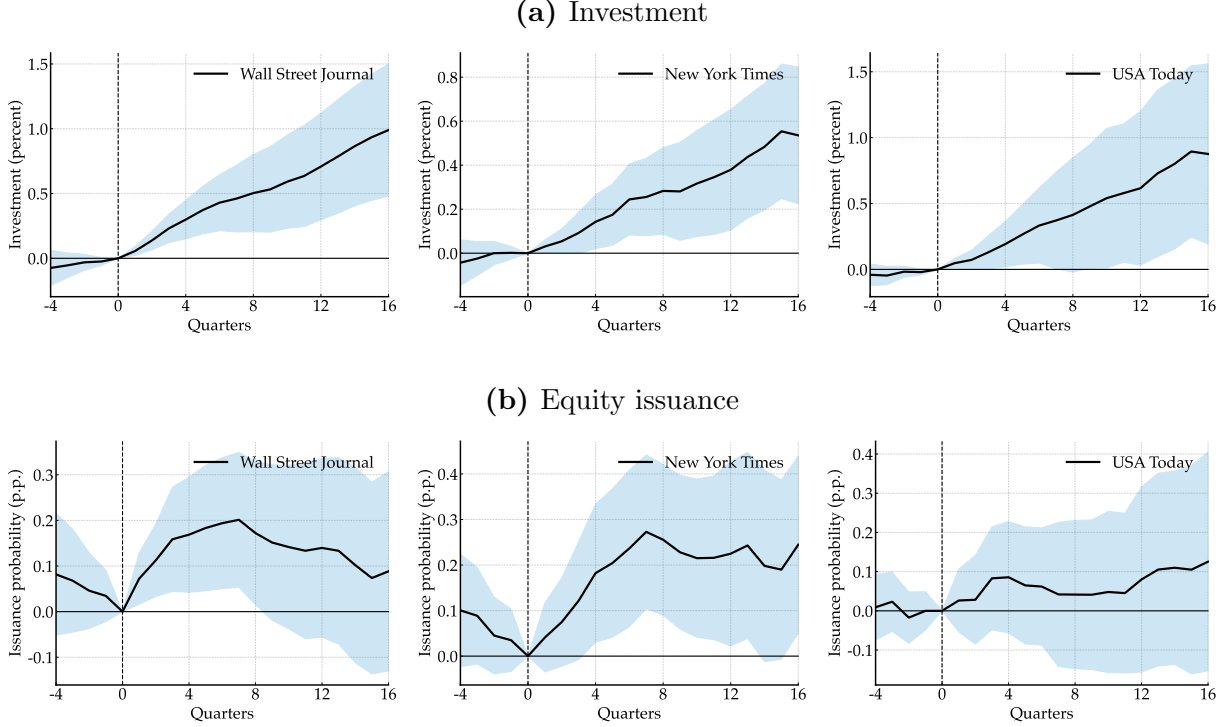 (a) Investment
Wall Street Journal
1.5
1.0
0.5
0.0
Investment (percent)
-4 0 4 8 12 16
Quarters
New York Times
0.8
0.6
0.4
0.2
0.0
Investment (percent)
-4 0 4 8 12 16
Quarters
USA Today
1.5
1.0
0.5
0.0
Investment (percent)
-4 0 4 8 12 16
Quarters
(b) Equity issuance
Wall Street Journal
0.3
0.2
0.1
0.0
-0.1
Issuance probability (p.p.)
-4 0 4 8 12 16
Quarters
New York Times
0.4
0.3
0.2
0.1
0.0
Issuance probability (p.p.)
-4 0 4 8 12 16
Quarters
USA Today
0.4
0.3
0.2
0.1
0.0
-0.1
Issuance probability (p.p.)
-4 0 4 8 12 16
Quarters